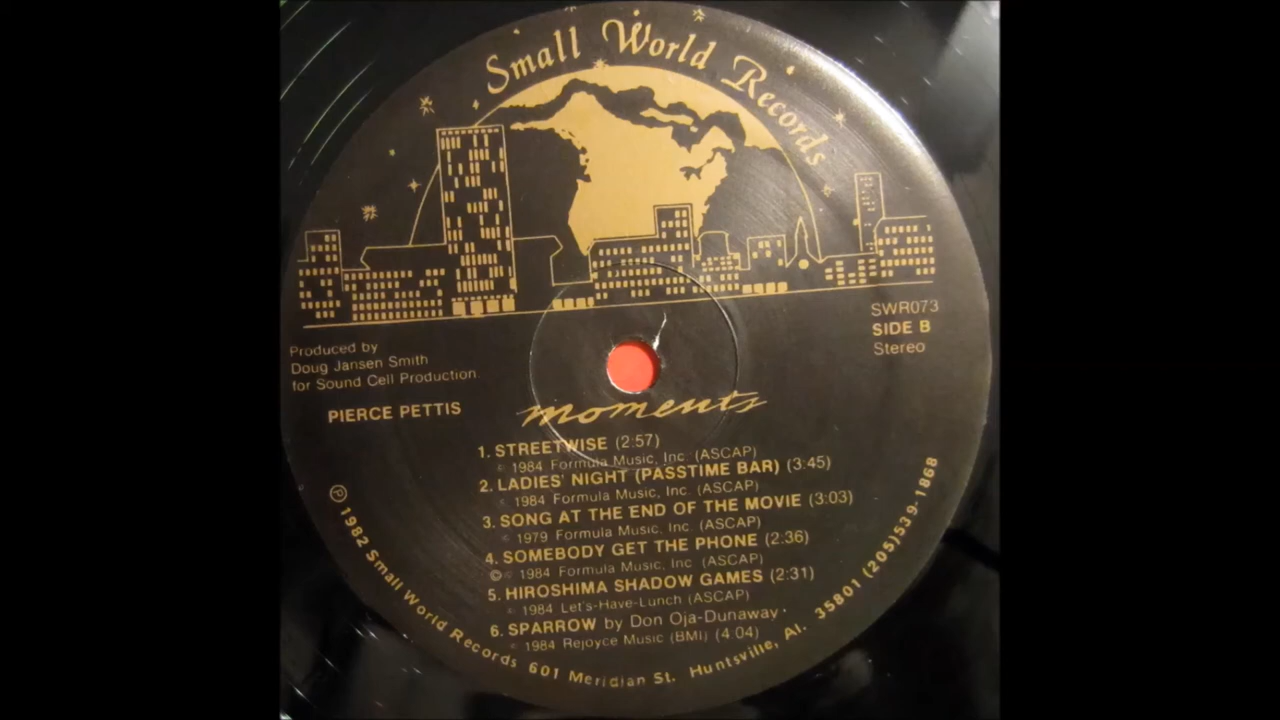 Small World Records
SWR073
SIDE B
Stereo
Produced by
Doug Jansen Smith
for Sound Cell Production
PIERCE PETTIS
moments
1. STREETWISE (2:57)
© 1984 Formula Music, Inc. (ASCAP)
2. LADIES' NIGHT (PASSTIME BAR) (3:45)
© 1984 Formula Music, Inc. (ASCAP)
3. SONG AT THE END OF THE MOVIE (3:03)
© 1979 Formula Music, Inc (ASCAP)
4. SOMEBODY GET THE PHONE (2:36)
© 1984 Formula Music, Inc (ASCAP)
5. HIROSHIMA SHADOW GAMES (2:31)
© 1984 Let's-Have-Lunch (ASCAP)
6. SPARROW by Don Oja-Dunaway
© 1984 Rejoyce Music (BMI) (4:04)
℗ 1982 Small World Records 601 Meridian St. Huntsville, Al. 35801 (205)539-1868